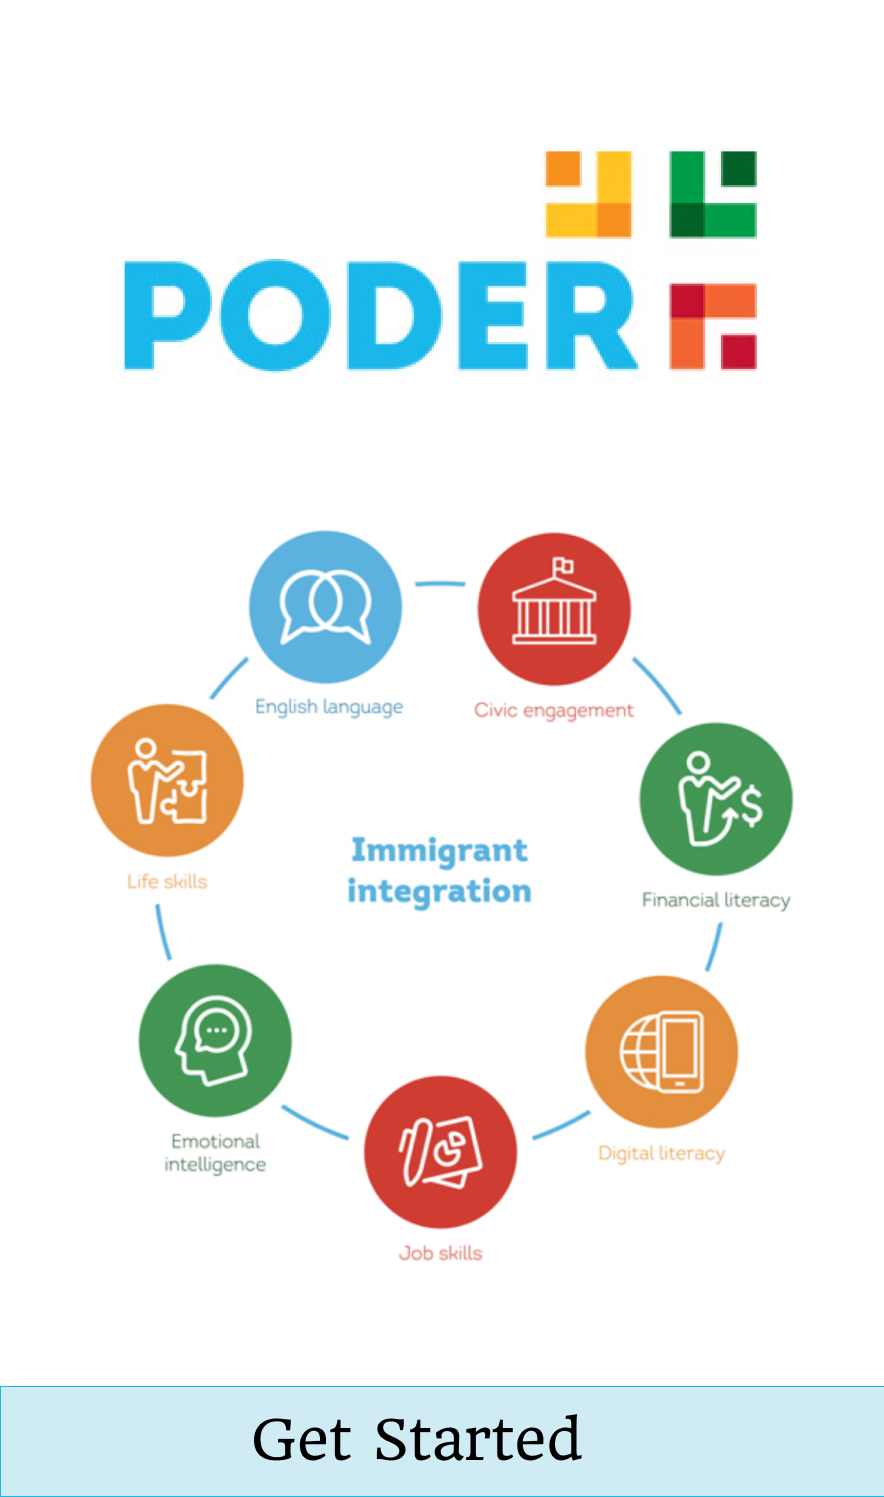 PODER
English language
Civic engagement
Life skills
Immigrant
integration
Financial literacy
Emotional
intelligence
Digital literacy
Job skills
Get Started